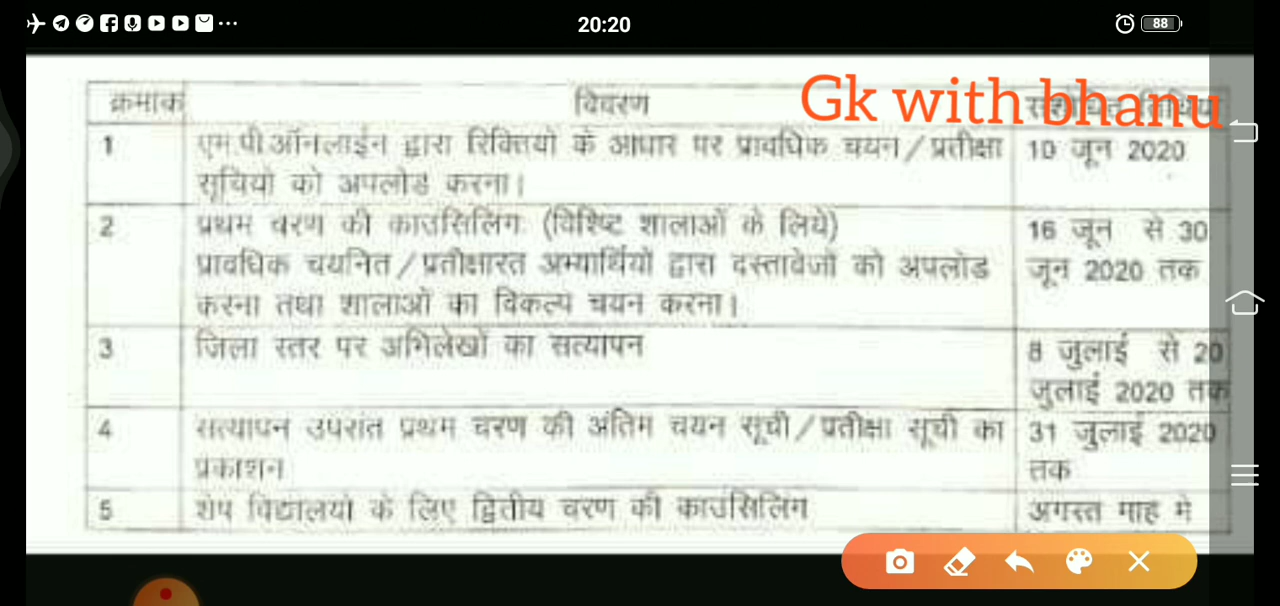 20:20
88
Gk with bhanu
क्रमांक विवरण
1 एम.पी.ऑनलाईन द्वारा रिक्तियों के आधार पर प्रावधिक चयन/प्रतीक्षा 10 जून 2020
सूचियों को अपलोड करना।
2 प्रथम चरण की काउंसिलिंग (विशिष्ट शालाओं के लिये) 16 जून से 30
प्रावधिक चयनित/प्रतीक्षारत अभ्यार्थियों द्वारा दस्तावेजों को अपलोड जून 2020 तक
करना तथा शालाओं का विकल्प चयन करना।
3 जिला स्तर पर अभिलेखों का सत्यापन 8 जुलाई से 20
जुलाई 2020 तक
4 सत्यापन उपरांत प्रथम चरण की अंतिम चयन सूची/प्रतीक्षा सूची का 31 जुलाई 2020
प्रकाशन तक
5 शेष विद्यालयों के लिए द्वितीय चरण की काउंसिलिंग अगस्त माह में